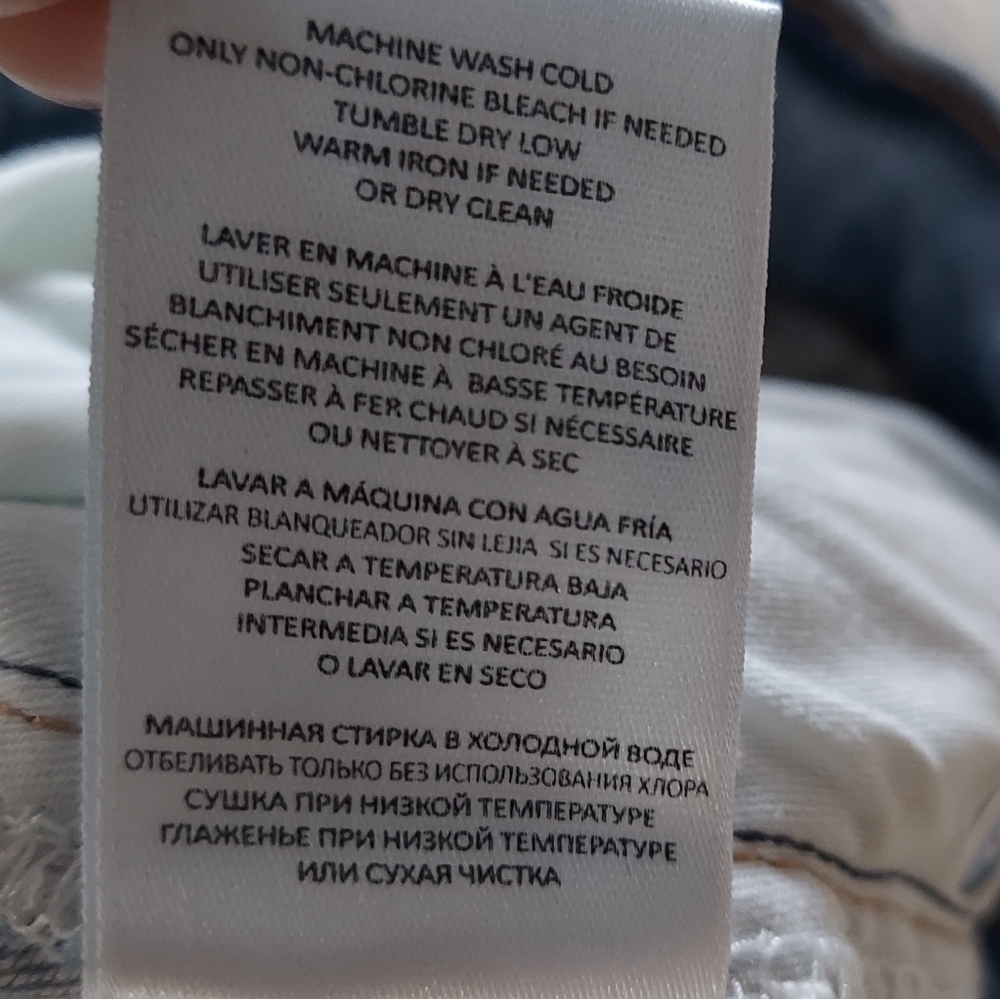 MACHINE WASH COLD
ONLY NON-CHLORINE BLEACH IF NEEDED
TUMBLE DRY LOW
WARM IRON IF NEEDED
OR DRY CLEAN
LAVER EN MACHINE À L'EAU FROIDE
UTILISER SEULEMENT UN AGENT DE
BLANCHIMENT NON CHLORÉ AU BESOIN
SÉCHER EN MACHINE À BASSE TEMPÉRATURE
REPASSER À FER CHAUD SI NÉCESSAIRE
OU NETTOYER À SEC
LAVAR A MÁQUINA CON AGUA FRÍA
UTILIZAR BLANQUEADOR SIN LEJIA SI ES NECESARIO
SECAR A TEMPERATURA BAJA
PLANCHAR A TEMPERATURA
INTERMEDIA SI ES NECESARIO
O LAVAR EN SECO
МАШИННАЯ СТИРКА В ХОЛОДНОЙ ВОДЕ
ОТБЕЛИВАТЬ ТОЛЬКО БЕЗ ИСПОЛЬЗОВАНИЯ ХЛОРА
СУШКА ПРИ НИЗКОЙ ТЕМПЕРАТУРЕ
ГЛАЖЕНЬЕ ПРИ НИЗКОЙ ТЕМПЕРАТУРЕ
ИЛИ СУХАЯ ЧИСТКА